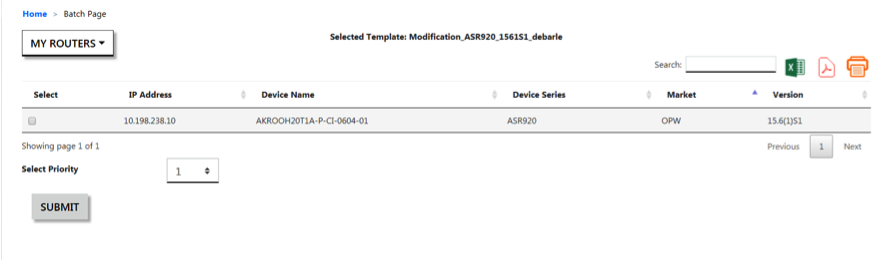 Home > Batch Page
MY ROUTERS
Selected Template: Modification_ASR920_1561S1_debarle
Search:
Select IP Address Device Name Device Series Market Version
10.198.238.10 AKROOH20T1A-P-CI-0604-01 ASR920 OPW 15.6(1)S1
Showing page 1 of 1
Previous 1 Next
Select Priority 1
SUBMIT